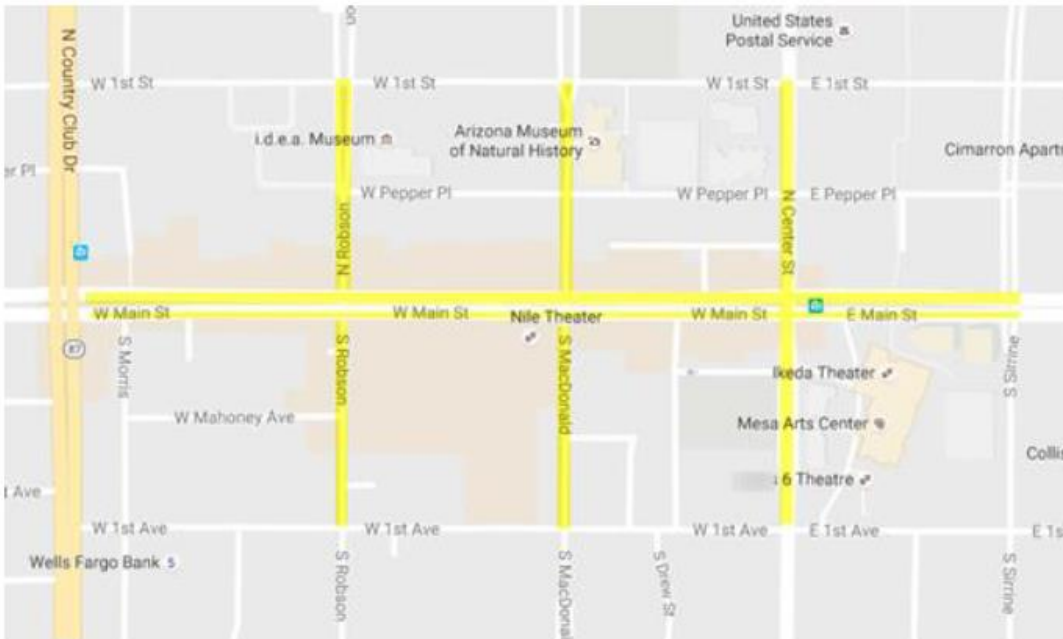 on
United States
Postal Service
N Country Club Dr
W 1st St
W 1st St
W 1st St
E 1st St
i.d.e.a. Museum
Arizona Museum
of Natural History
Cimarron Apart
er Pl
W Pepper Pl
W Pepper Pl
E Pepper Pl
N Robson
N Center St
W Main St
W Main St
W Main St
E Main St
Nile Theater
87
S Morris
S Robson
S MacDonald
S Sirrine
Ikeda Theater
W Mahoney Ave
Mesa Arts Center
6 Theatre
t Ave
W 1st Ave
W 1st Ave
W 1st Ave
E 1st Ave
E 1s
Wells Fargo Bank
S Robson
S MacDonal
S Drew St
S Sirrine